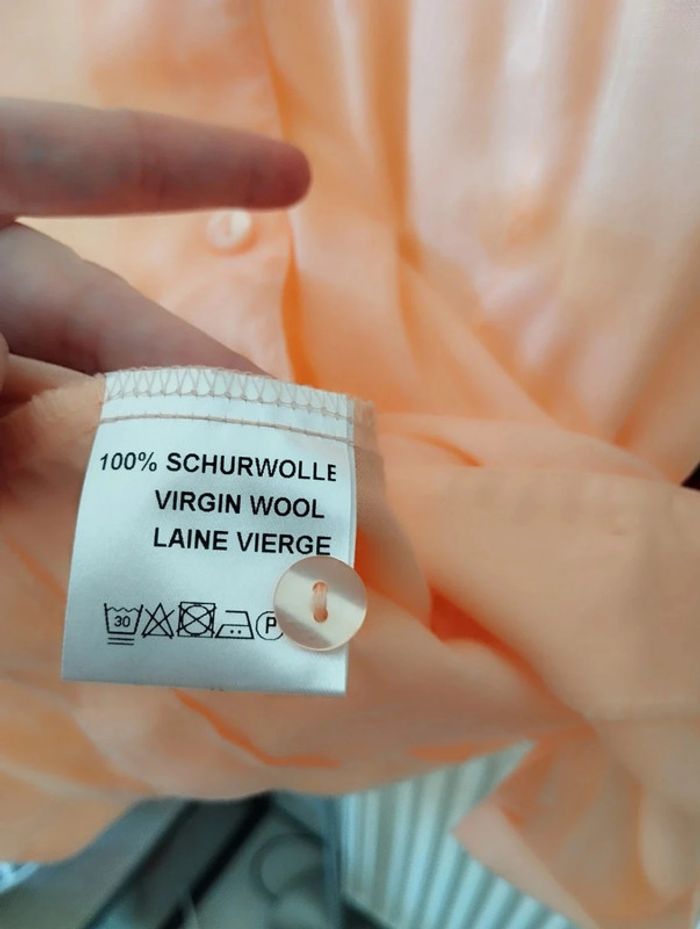 100% SCHURWOLLE
VIRGIN WOOL
LAINE VIERGE
30 P